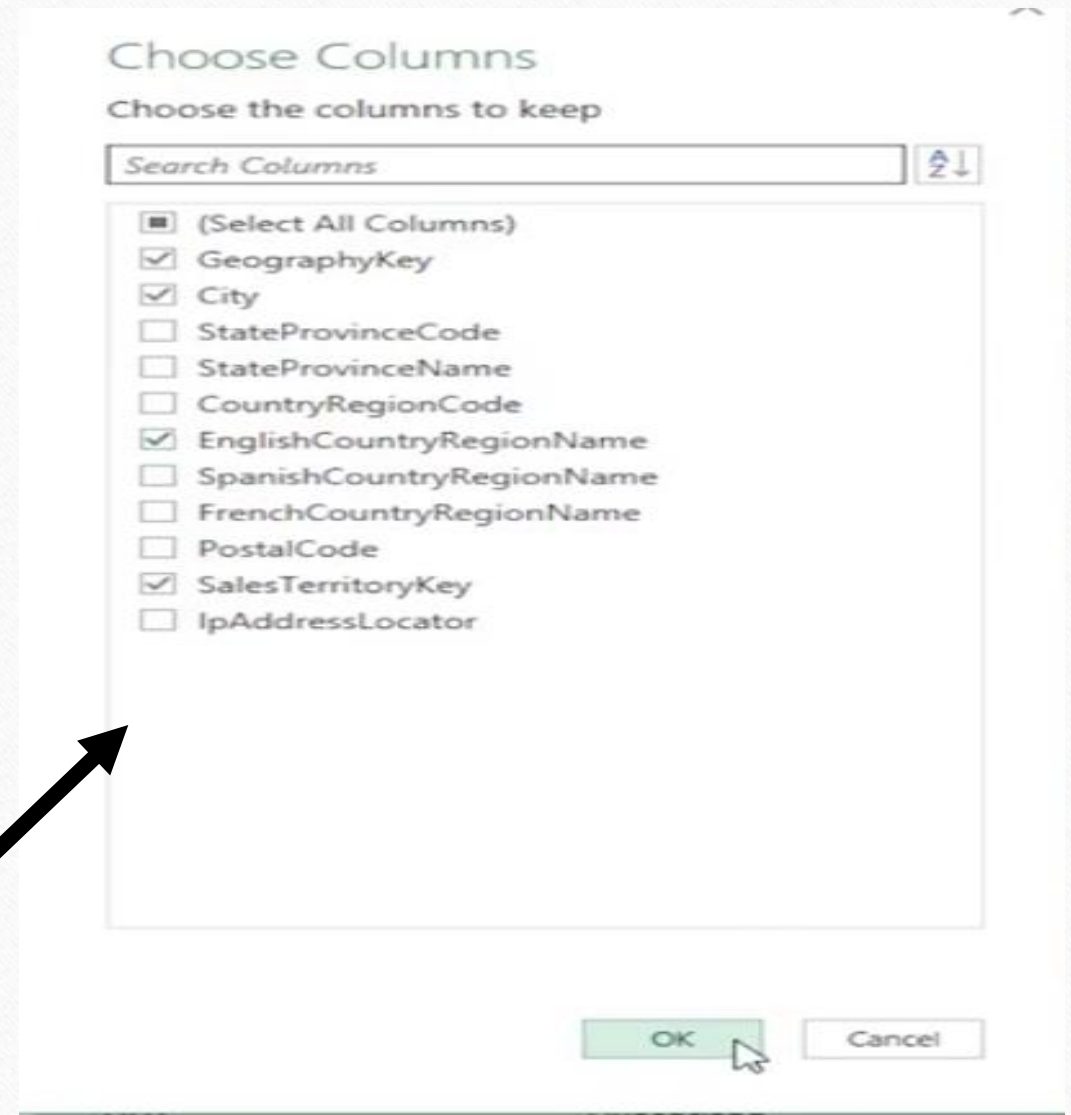 Choose Columns
Choose the columns to keep
Search Columns
A
Z
(Select All Columns)
GeographyKey
City
StateProvinceCode
StateProvinceName
CountryRegionCode
EnglishCountryRegionName
SpanishCountryRegionName
FrenchCountryRegionName
PostalCode
SalesTerritoryKey
IpAddressLocator
OK Cancel